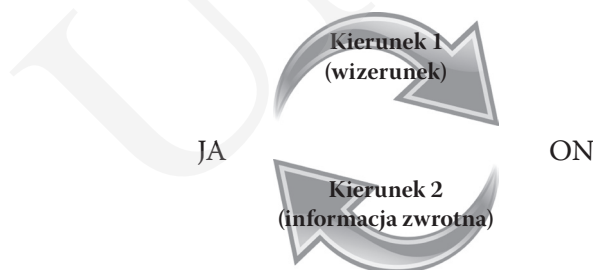 Kierunek 1
(wizerunek)
JA
ON
Kierunek 2
(informacja zwrotna)